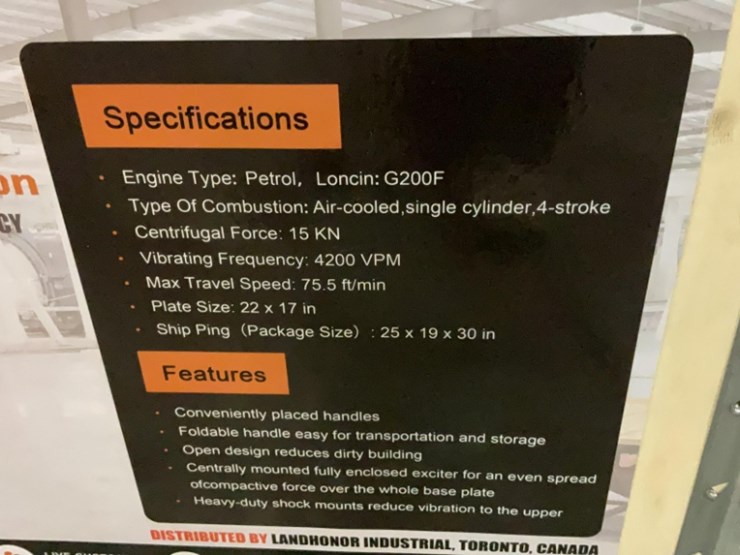 Specifications
• Engine Type: Petrol, Loncin: G200F
• Type Of Combustion: Air-cooled,single cylinder,4-stroke
• Centrifugal Force: 15 KN
• Vibrating Frequency: 4200 VPM
• Max Travel Speed: 75.5 ft/min
• Plate Size: 22 x 17 in
• Ship Ping (Package Size) : 25 x 19 x 30 in
Features
• Conveniently placed handles
• Foldable handle easy for transportation and storage
• Open design reduces dirty building
• Centrally mounted fully enclosed exciter for an even spread
ofcompactive force over the whole base plate
• Heavy-duty shock mounts reduce vibration to the upper
DISTRIBUTED BY LANDHONOR INDUSTRIAL, TORONTO, CANADA